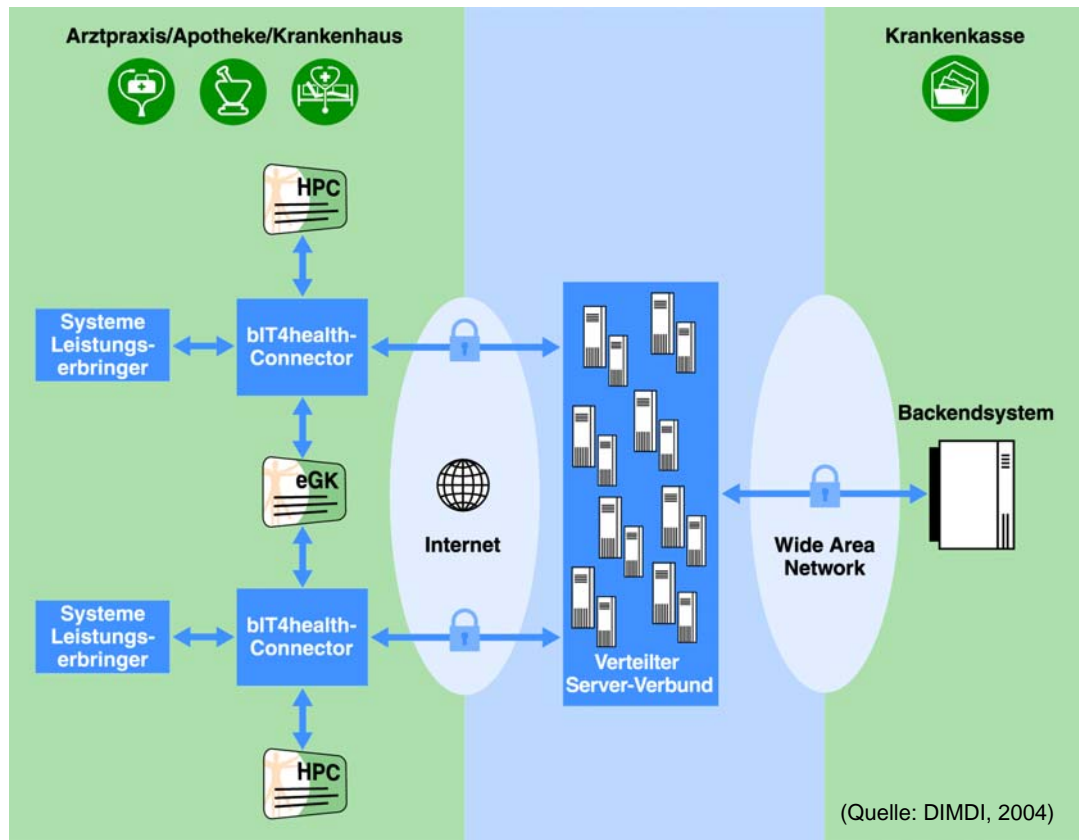 Arztpraxis/Apotheke/Krankenhaus
Krankenkasse
HPC
Systeme
Leistungs-
erbringer
bIT4health-
Connector
eGK
Internet
Systeme
Leistungs-
erbringer
bIT4health-
Connector
HPC
Verteilter
Server-Verbund
Wide Area
Network
Backendsystem
(Quelle: DIMDI, 2004)